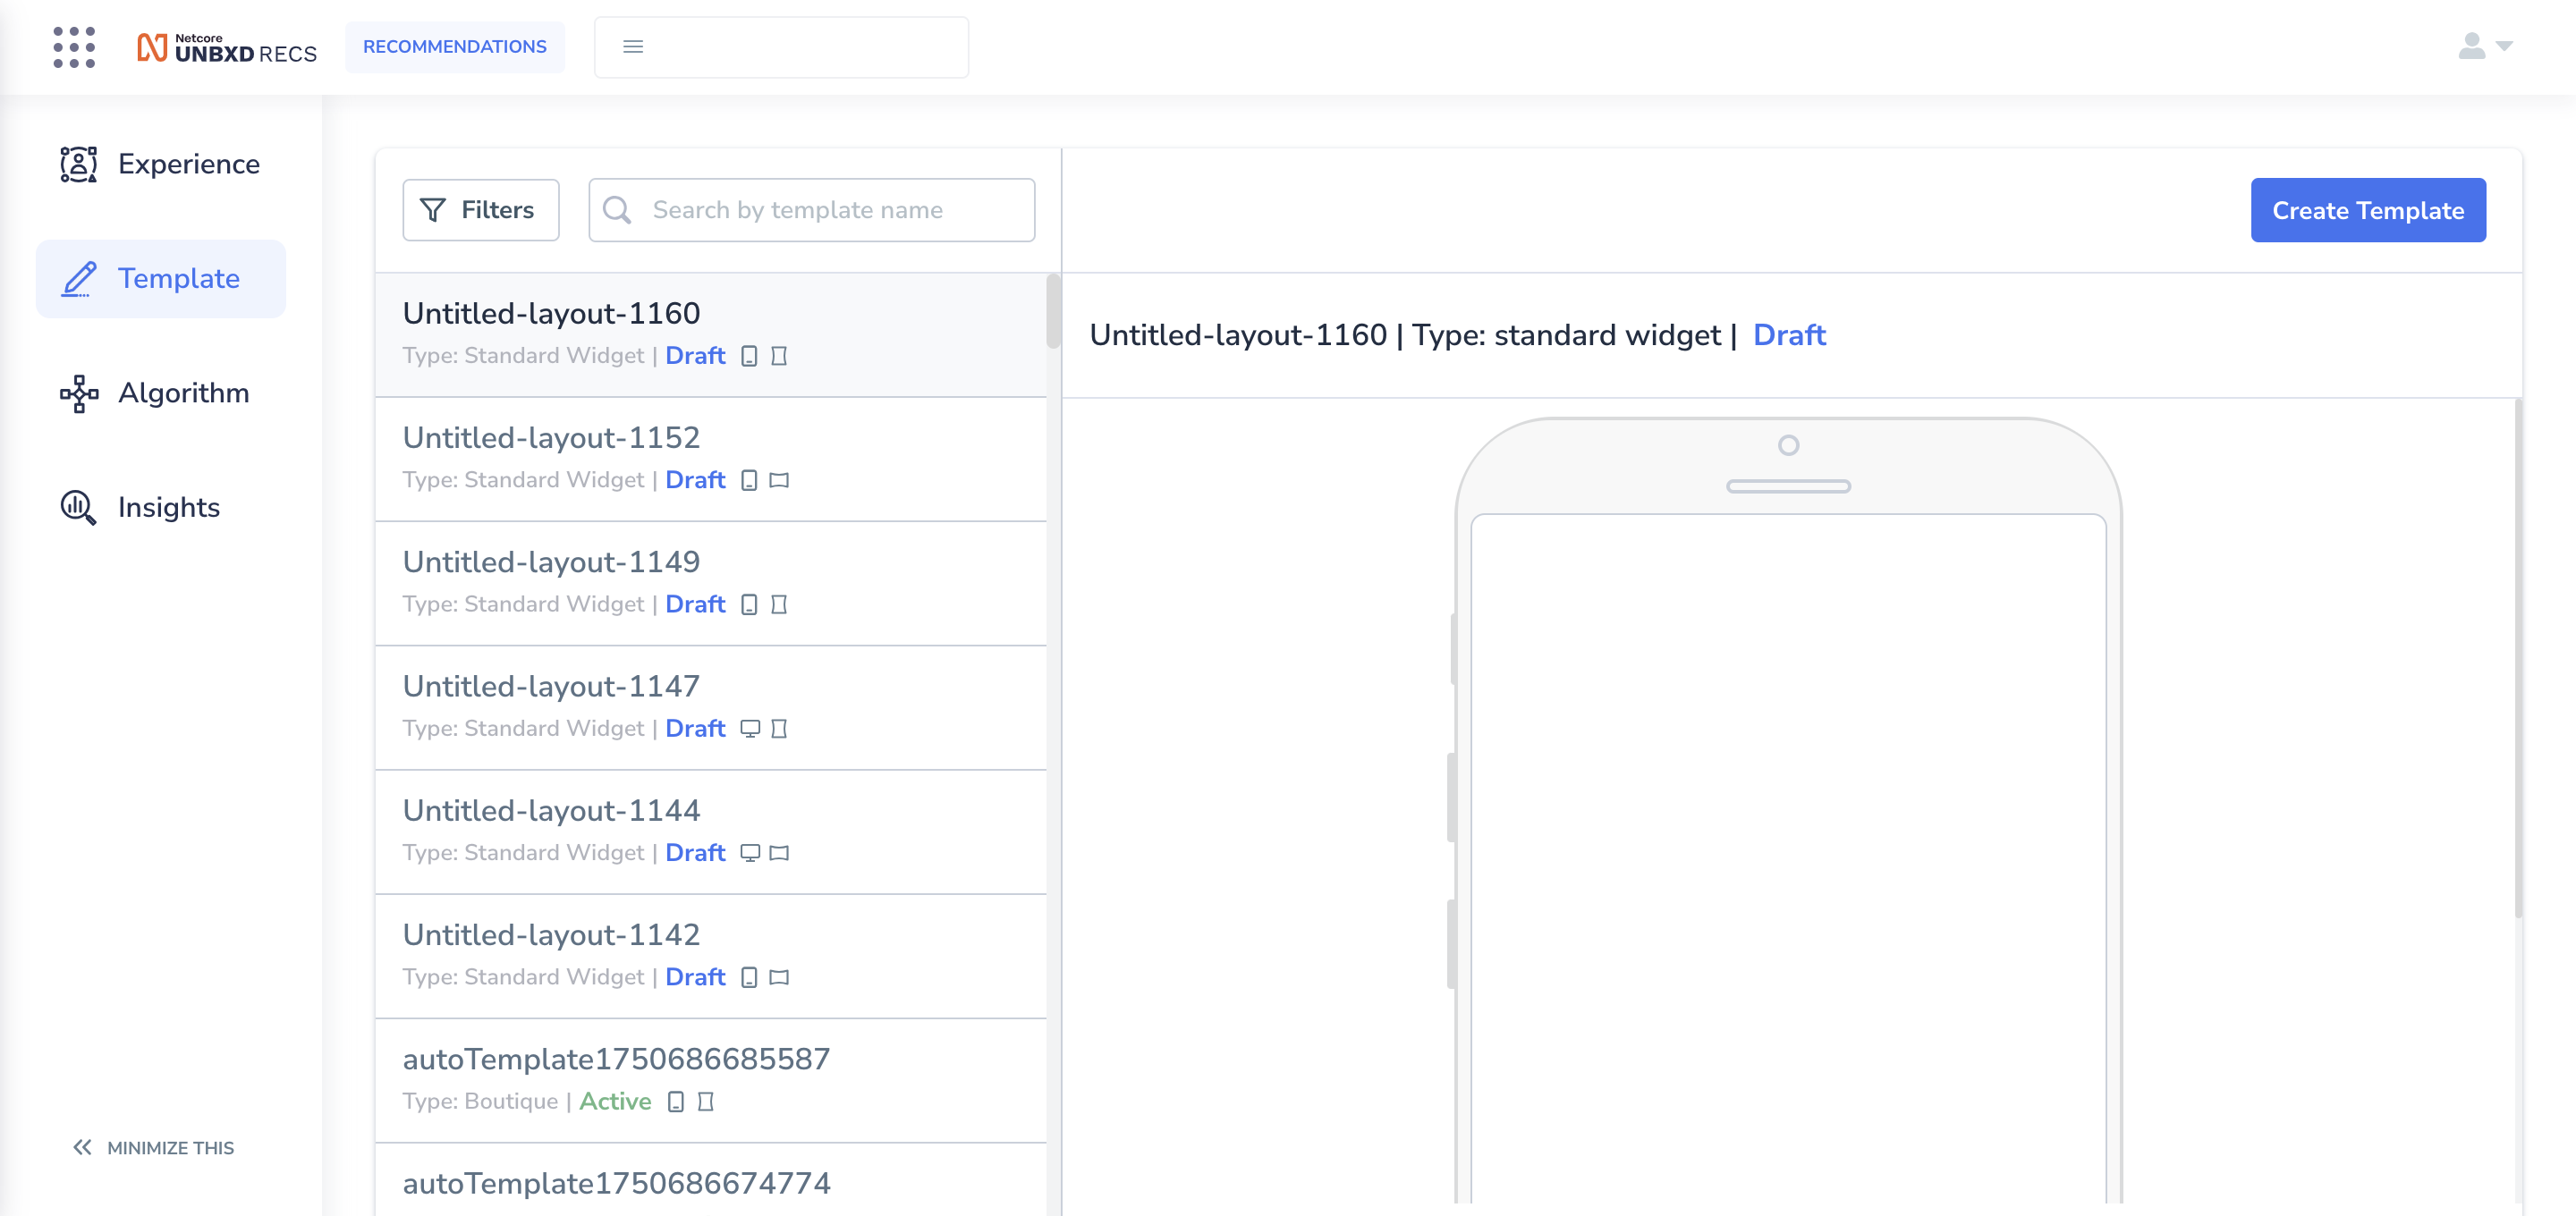 Netcore
UNBXD RECS
RECOMMENDATIONS
Experience
Template
Algorithm
Insights
MINIMIZE THIS
Filters
Search by template name
Create Template
Untitled-layout-1160
Type: Standard Widget | Draft
Untitled-layout-1152
Type: Standard Widget | Draft
Untitled-layout-1149
Type: Standard Widget | Draft
Untitled-layout-1147
Type: Standard Widget | Draft
Untitled-layout-1144
Type: Standard Widget | Draft
Untitled-layout-1142
Type: Standard Widget | Draft
autoTemplate1750686685587
Type: Boutique | Active
autoTemplate1750686674774
Untitled-layout-1160 | Type: standard widget | Draft